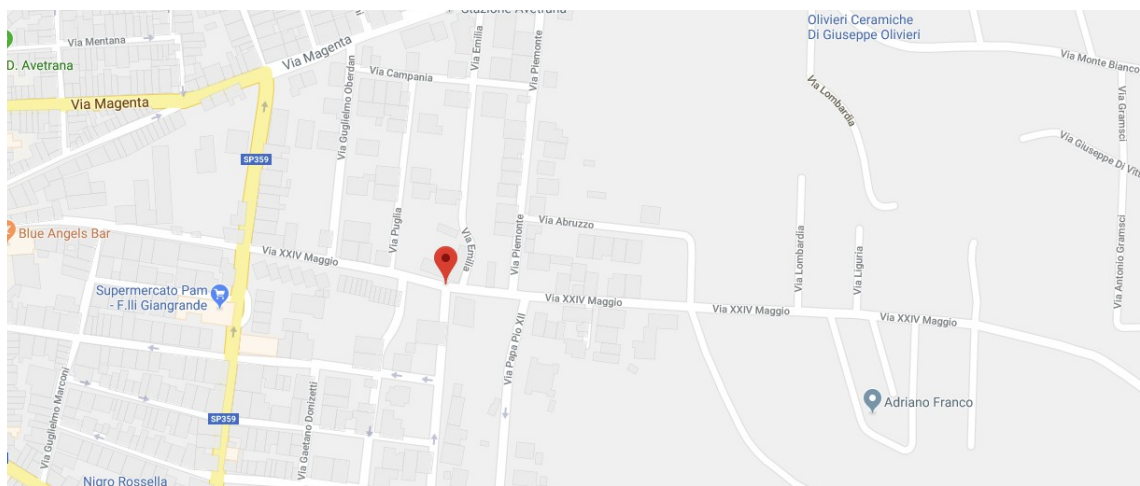 Stazione Avetrana
Olivieri Ceramiche
Di Giuseppe Olivieri
Via Mentana
D. Avetrana
Via Magenta
Via Magenta
Via Campania
Via Emilia
Via Piemonte
Via Guglielmo Oberdan
Via Monte Bianco
Via Lombardia
Via Gramsci
Via Giuseppe Di Vitt
SP359
Blue Angels Bar
Via XXIV Maggio
Via Puglia
Via Emilia
Via Piemonte
Via Abruzzo
Via Lombardia
Via Liguria
Via Antonio Gramsci
Supermercato Pam
- F.lli Giangrande
Via XXIV Maggio
Via XXIV Maggio
Via XXIV Maggio
Via Papa Pio XII
Via Guglielmo Marconi
Via Gaetano Donizetti
SP359
Adriano Franco
Nigro Rossella